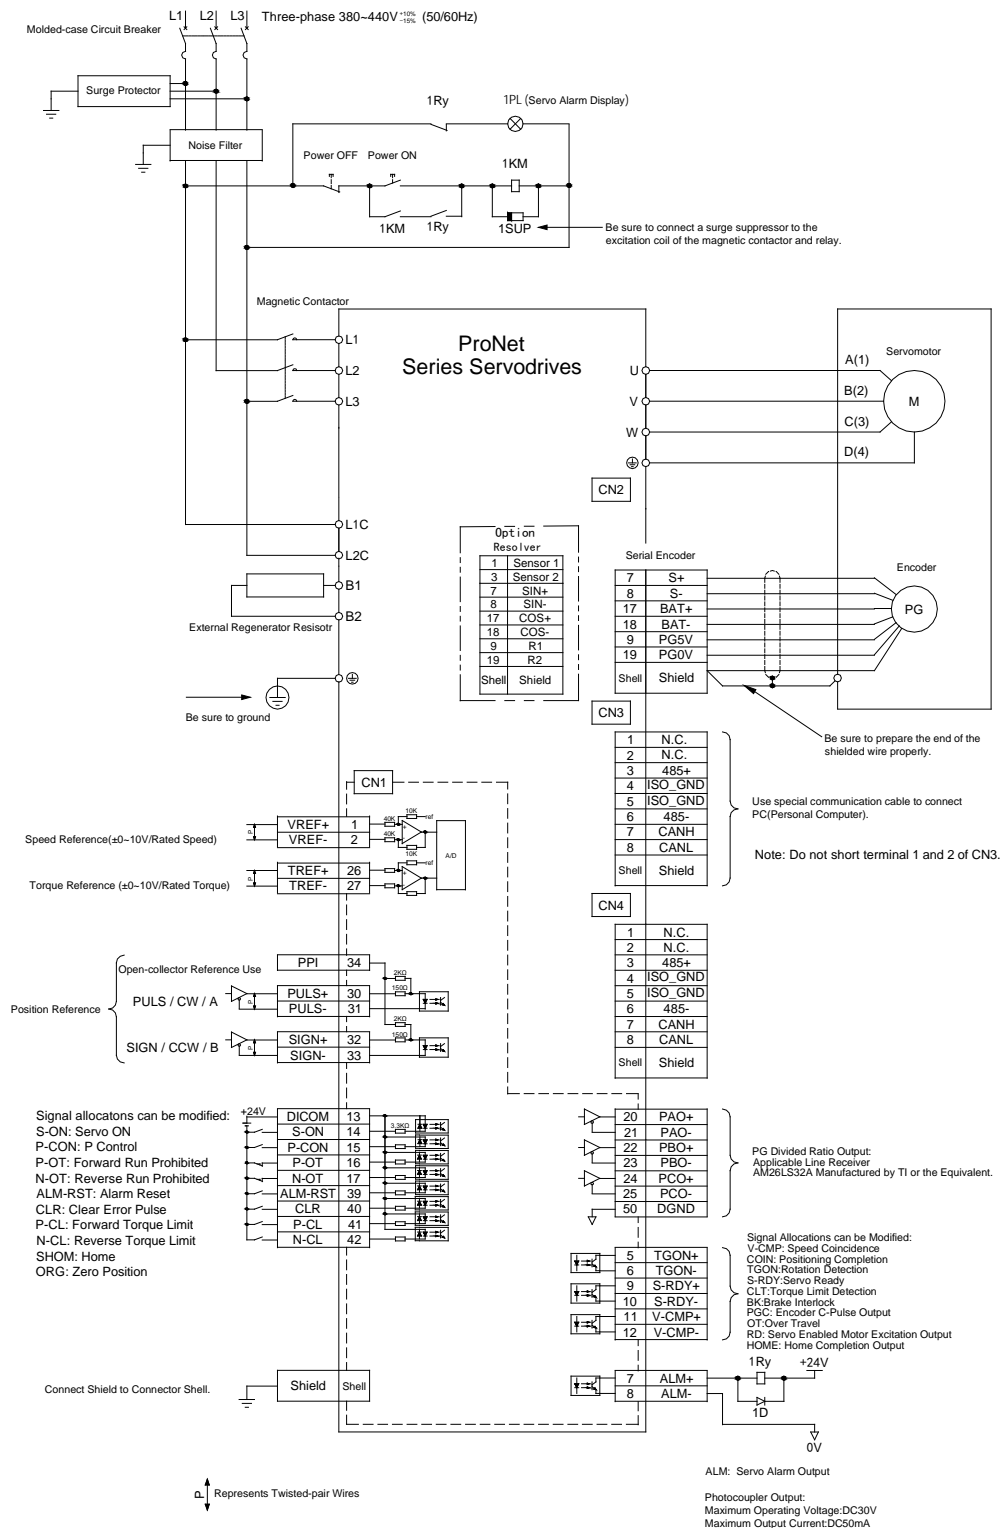 L1 L2 L3 Three-phase 380~440V +10% -15% (50/60Hz)
Molded-case Circuit Breaker
Surge Protector
Noise Filter
1Ry 1PL (Servo Alarm Display)
Power OFF Power ON
1KM
1KM 1Ry 1SUP
Be sure to connect a surge suppressor to the
excitation coil of the magnetic contactor and relay.
Magnetic Contactor
ProNet
Series Servodrives
L1
L2
L3
U
V
W
A(1)
B(2)
C(3)
D(4)
Servomotor
M
CN2
L1C
L2C
B1
B2
External Regenerator Resisotr
Be sure to ground
Option
Resolver
1 Sensor 1
3 Sensor 2
7 SIN+
8 SIN-
17 COS+
18 COS-
9 R1
19 R2
Shell Shield
Serial Encoder
7 S+
8 S-
17 BAT+
18 BAT-
9 PG5V
19 PG0V
Shell Shield
Encoder
PG
Be sure to prepare the end of the
shielded wire properly.
CN3
1 N.C.
2 N.C.
3 485+
4 ISO_GND
5 ISO_GND
6 485-
7 CANH
8 CANL
Shell Shield
Use special communication cable to connect
PC(Personal Computer).
Note: Do not short terminal 1 and 2 of CN3.
CN1
Speed Reference(±0~10V/Rated Speed)
P
VREF+ 1
VREF- 2
40K
40K
10K
ref
10K
A/D
Torque Reference (±0~10V/Rated Torque)
P
TREF+ 26
TREF- 27
ref
CN4
1 N.C.
2 N.C.
3 485+
4 ISO_GND
5 ISO_GND
6 485-
7 CANH
8 CANL
Shell Shield
Open-collector Reference Use
PPI 34
Position Reference
PULS / CW / A
P
PULS+ 30
PULS- 31
2KΩ
150Ω
SIGN / CCW / B
P
SIGN+ 32
SIGN- 33
2KΩ
150Ω
Signal allocatons can be modified:
S-ON: Servo ON
P-CON: P Control
P-OT: Forward Run Prohibited
N-OT: Reverse Run Prohibited
ALM-RST: Alarm Reset
CLR: Clear Error Pulse
P-CL: Forward Torque Limit
N-CL: Reverse Torque Limit
SHOM: Home
ORG: Zero Position
+24V
DICOM 13
S-ON 14
P-CON 15
P-OT 16
N-OT 17
ALM-RST 39
CLR 40
P-CL 41
N-CL 42
3.3KΩ
20 PAO+
21 PAO-
22 PBO+
23 PBO-
24 PCO+
25 PCO-
50 DGND
PG Divided Ratio Output:
Applicable Line Receiver
AM26LS32A Manufactured by TI or the Equivalent.
5 TGON+
6 TGON-
9 S-RDY+
10 S-RDY-
11 V-CMP+
12 V-CMP-
Signal Allocations can be Modified:
V-CMP: Speed Coincidence
COIN: Positioning Completion
TGON:Rotation Detection
S-RDY:Servo Ready
CLT:Torque Limit Detection
BK:Brake Interlock
PGC: Encoder C-Pulse Output
OT:Over Travel
RD: Servo Enabled Motor Excitation Output
HOME: Home Completion Output
Connect Shield to Connector Shell.
Shield Shell
7 ALM+
8 ALM-
1Ry
+24V
1D
0V
ALM: Servo Alarm Output
P Represents Twisted-pair Wires
Photocoupler Output:
Maximum Operating Voltage:DC30V
Maximum Output Current:DC50mA